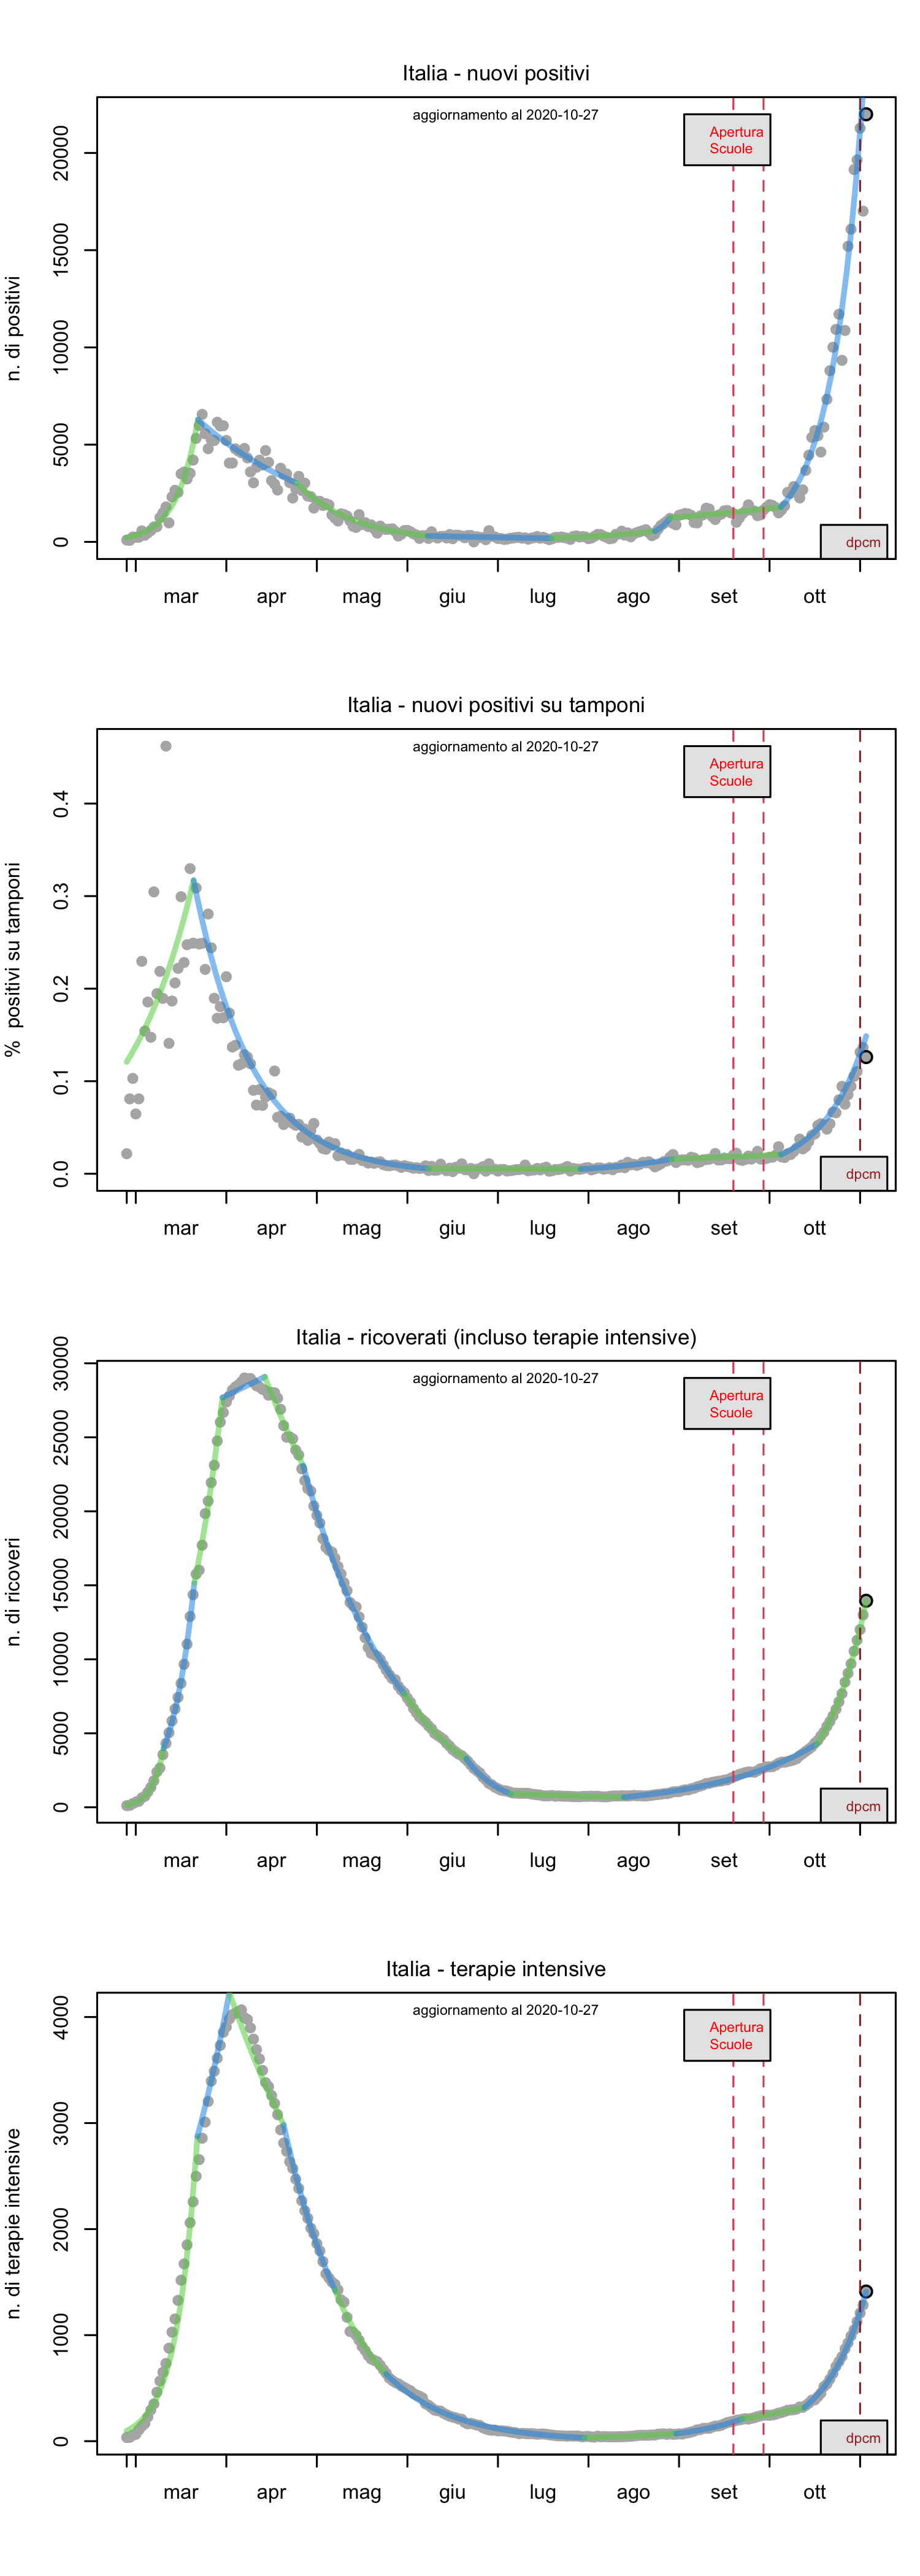 Italia - nuovi positivi
aggiornamento al 2020-10-27
Apertura
Scuole
n. di positivi
20000
15000
10000
5000
0
dpcm
mar apr mag giu lug ago set ott
Italia - nuovi positivi su tamponi
aggiornamento al 2020-10-27
Apertura
Scuole
% positivi su tamponi
0.4
0.3
0.2
0.1
0.0
dpcm
mar apr mag giu lug ago set ott
Italia - ricoverati (incluso terapie intensive)
aggiornamento al 2020-10-27
Apertura
Scuole
n. di ricoveri
30000
25000
20000
15000
10000
5000
0
dpcm
mar apr mag giu lug ago set ott
Italia - terapie intensive
aggiornamento al 2020-10-27
Apertura
Scuole
n. di terapie intensive
4000
3000
2000
1000
0
dpcm
mar apr mag giu lug ago set ott